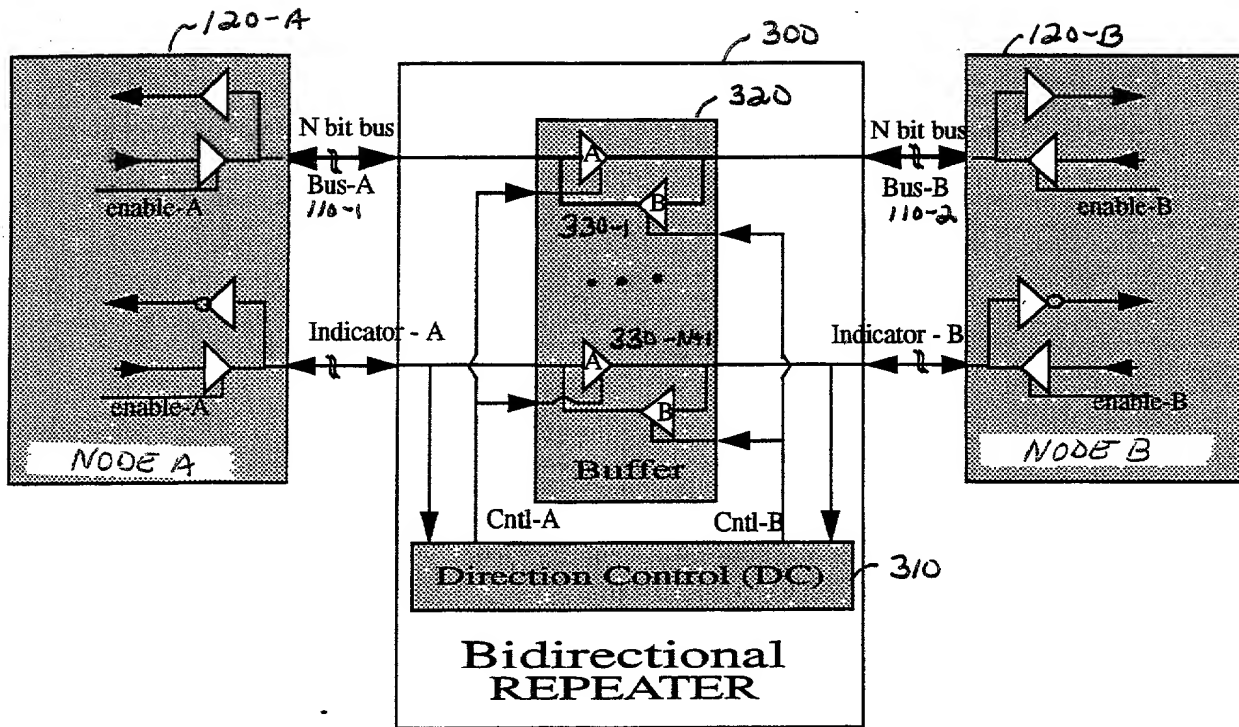 120-A
300
120-B
320
N bit bus
A
N bit bus
Bus-A
Bus-B
enable-A
110-1
B
110-2
enable-B
330-1
• • •
Indicator - A
330-N+1
Indicator - B
A
enable-A
B
enable-B
NODE A
Buffer
NODE B
Cntl-A
Cntl-B
Direction Control (DC)
310
Bidirectional
REPEATER